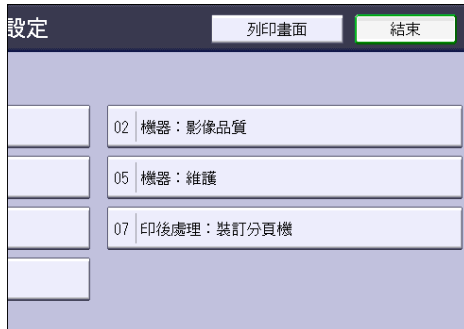 設定
列印畫面
結束
02 機器：影像品質
05 機器：維護
07 印後處理：裝訂分頁機